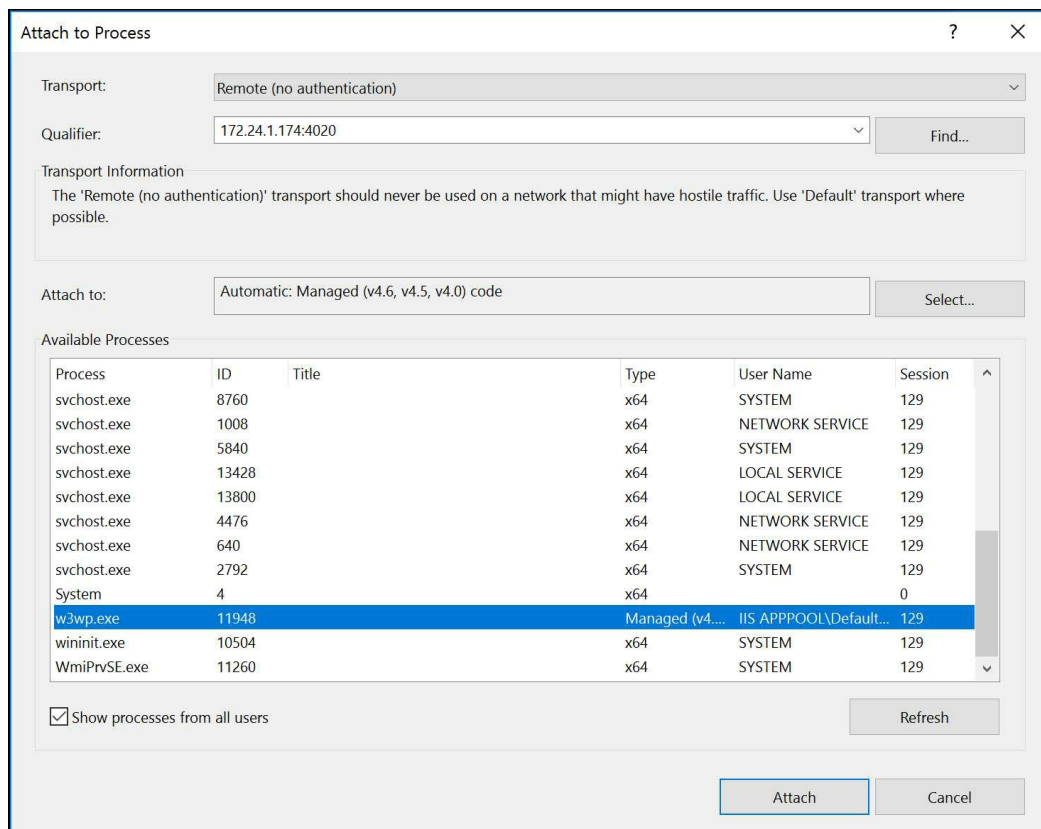 Attach to Process ?
Transport: Remote (no authentication)
Qualifier: 172.24.1.174:4020 Find...
Transport Information
The 'Remote (no authentication)' transport should never be used on a network that might have hostile traffic. Use 'Default' transport where
possible.
Attach to: Automatic: Managed (v4.6, v4.5, v4.0) code Select...
Available Processes
Process ID Title Type User Name Session
svchost.exe 8760 x64 SYSTEM 129
svchost.exe 1008 x64 NETWORK SERVICE 129
svchost.exe 5840 x64 SYSTEM 129
svchost.exe 13428 x64 LOCAL SERVICE 129
svchost.exe 13800 x64 LOCAL SERVICE 129
svchost.exe 4476 x64 NETWORK SERVICE 129
svchost.exe 640 x64 NETWORK SERVICE 129
svchost.exe 2792 x64 SYSTEM 129
System 4 x64 0
w3wp.exe 11948 Managed (v4.... IIS APPPOOL\Default... 129
wininit.exe 10504 x64 SYSTEM 129
WmiPrvSE.exe 11260 x64 SYSTEM 129
Show processes from all users Refresh
Attach Cancel